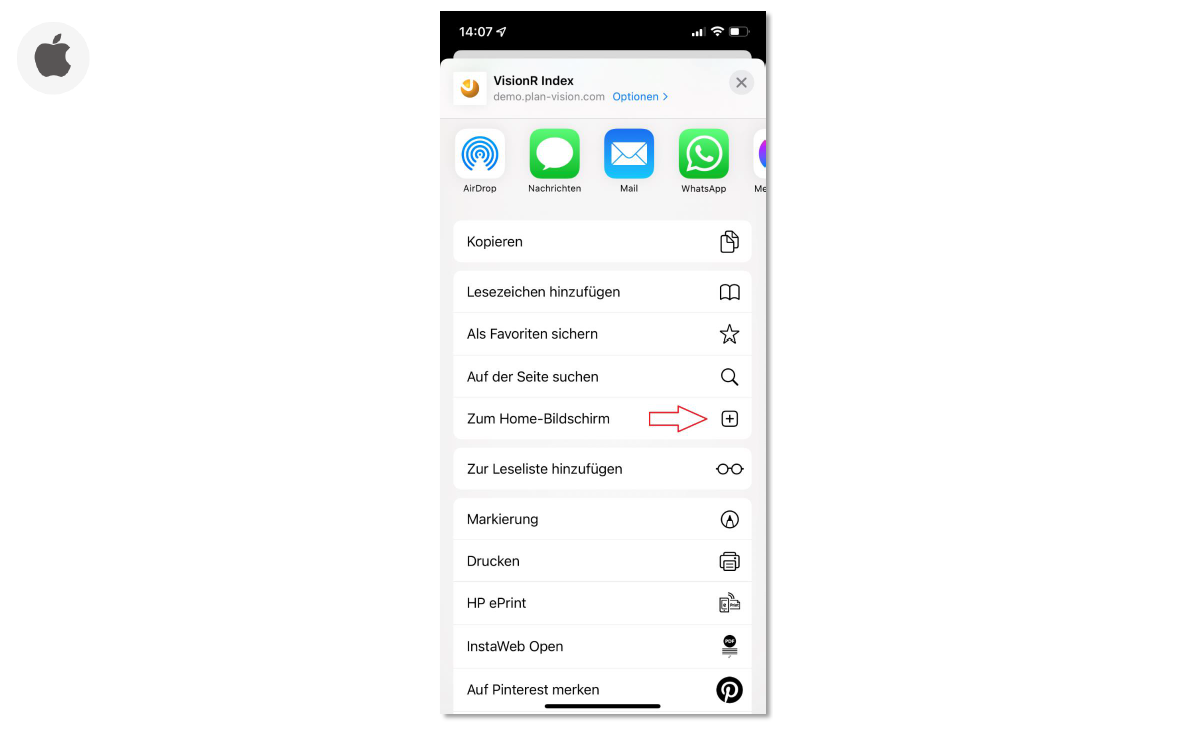 14:07
VisionR Index
demo.plan-vision.com Optionen >
AirDrop Nachrichten Mail WhatsApp Me
Kopieren
Lesezeichen hinzufügen
Als Favoriten sichern
Auf der Seite suchen
Zum Home-Bildschirm
Zur Leseliste hinzufügen
Markierung
Drucken
HP ePrint
InstaWeb Open
PDF
Auf Pinterest merken